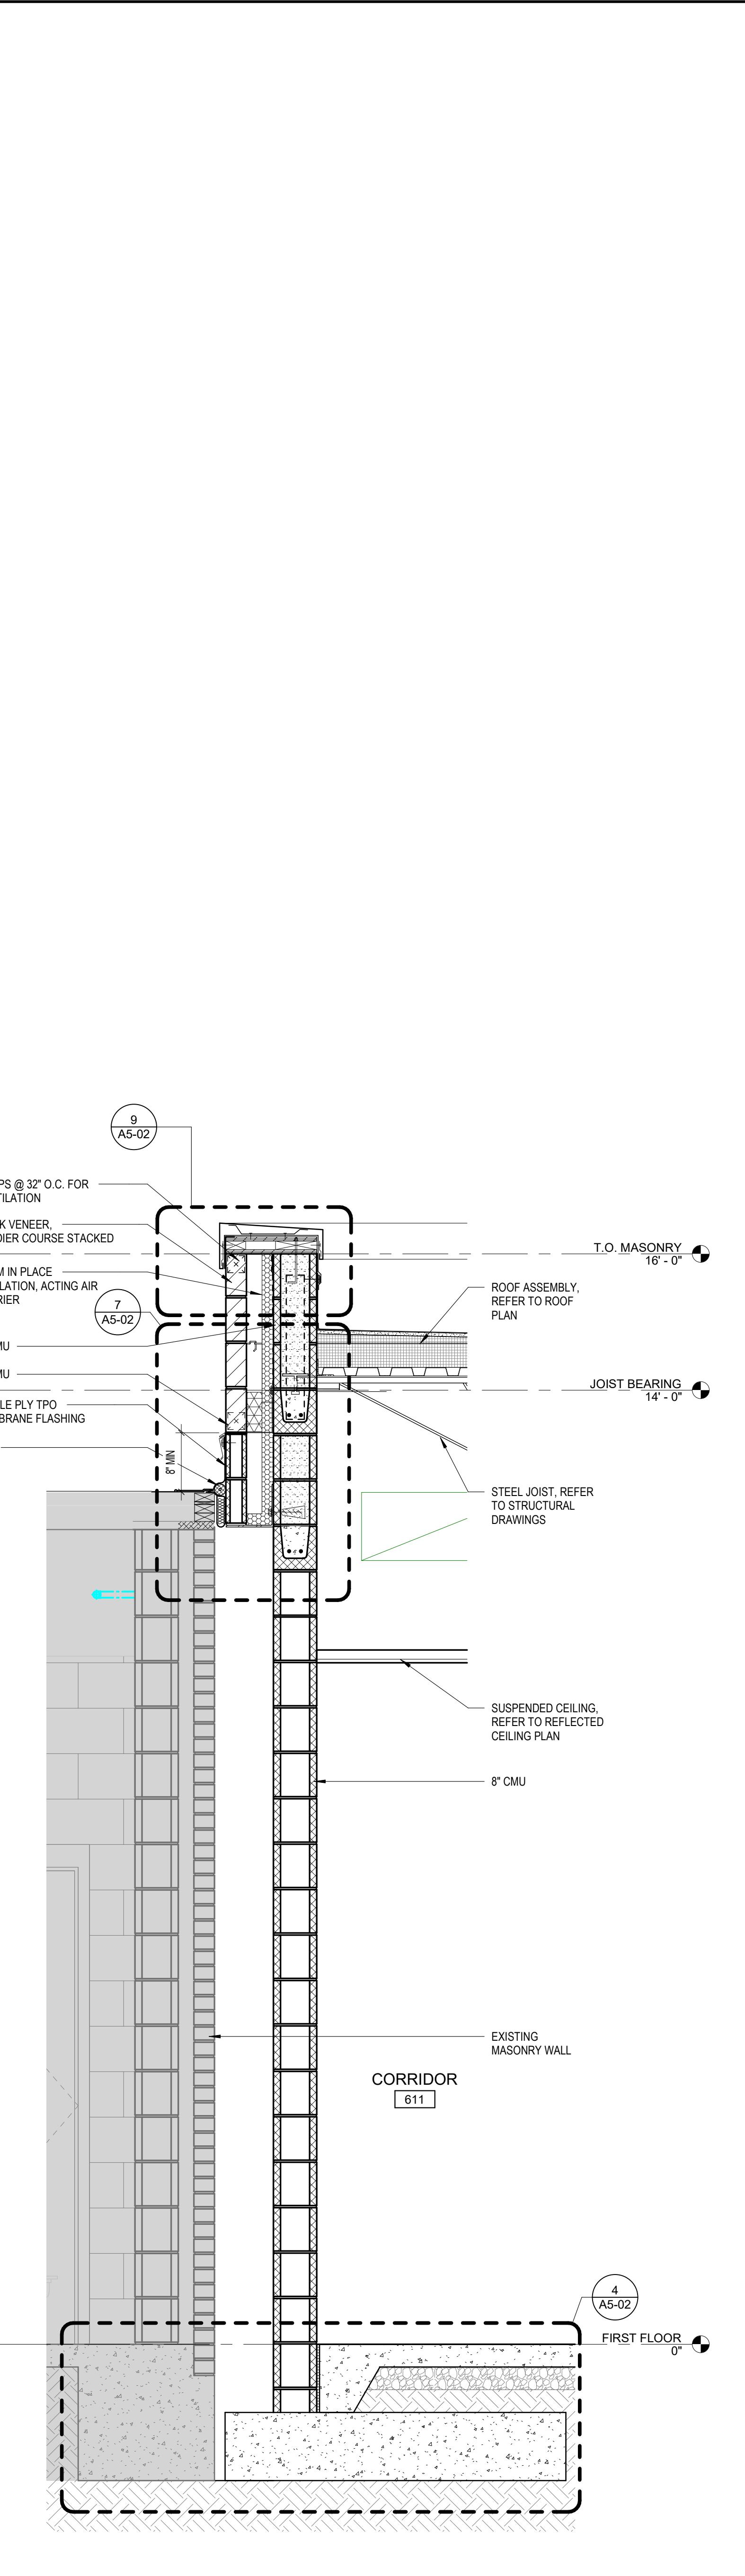 9
A5-02
PS @ 32" O.C. FOR
TILATION
K VENEER,
DIER COURSE STACKED
T.O. MASONRY
16' - 0"
M IN PLACE
LATION, ACTING AIR
RIER
ROOF ASSEMBLY,
REFER TO ROOF
PLAN
7
A5-02
MU
MU
JOIST BEARING
14' - 0"
LE PLY TPO
BRANE FLASHING
8" MIN
STEEL JOIST, REFER
TO STRUCTURAL
DRAWINGS
SUSPENDED CEILING,
REFER TO REFLECTED
CEILING PLAN
8" CMU
EXISTING
MASONRY WALL
CORRIDOR
611
4
A5-02
FIRST FLOOR
0"